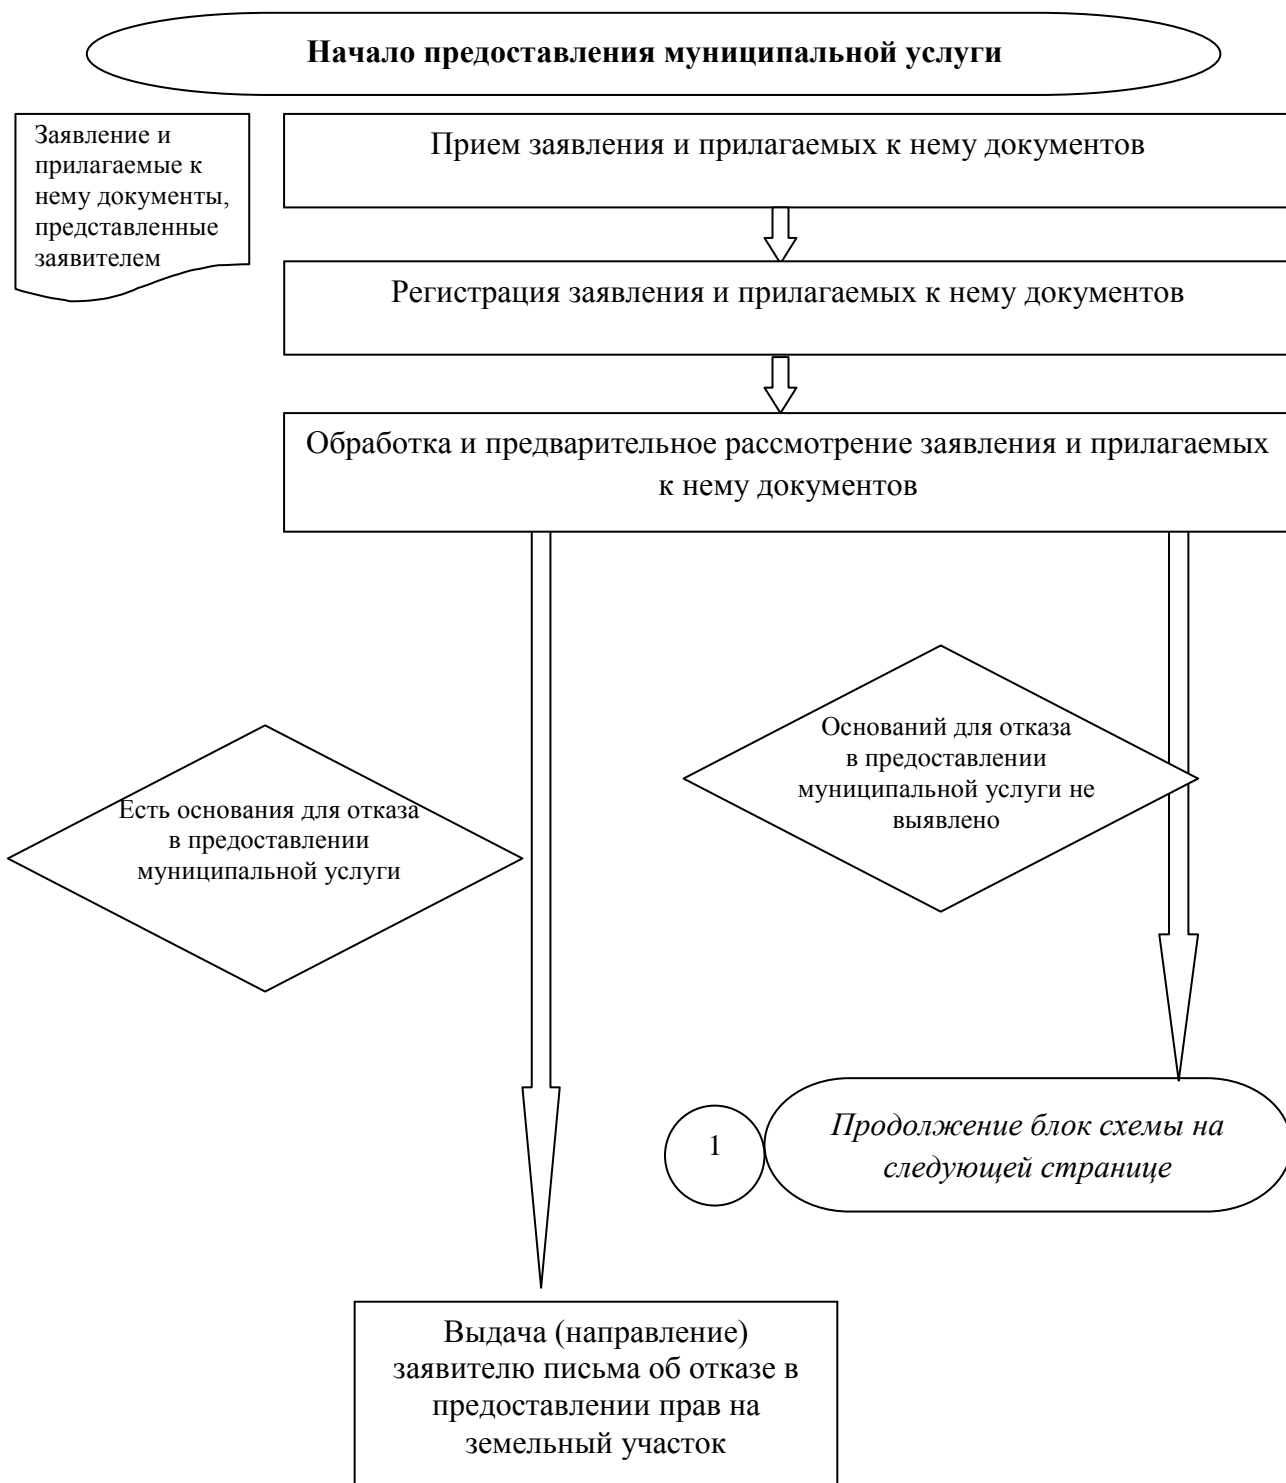 Начало предоставления муниципальной услуги
Заявление и
прилагаемые к
нему документы,
представленные
заявителем
Прием заявления и прилагаемых к нему документов
Регистрация заявления и прилагаемых к нему документов
Обработка и предварительное рассмотрение заявления и прилагаемых
к нему документов
Оснований для отказа
в предоставлении
муниципальной услуги не
выявлено
Есть основания для отказа
в предоставлении
муниципальной услуги
1
Продолжение блок схемы на
следующей странице
Выдача (направление)
заявителю письма об отказе в
предоставлении прав на
земельный участок